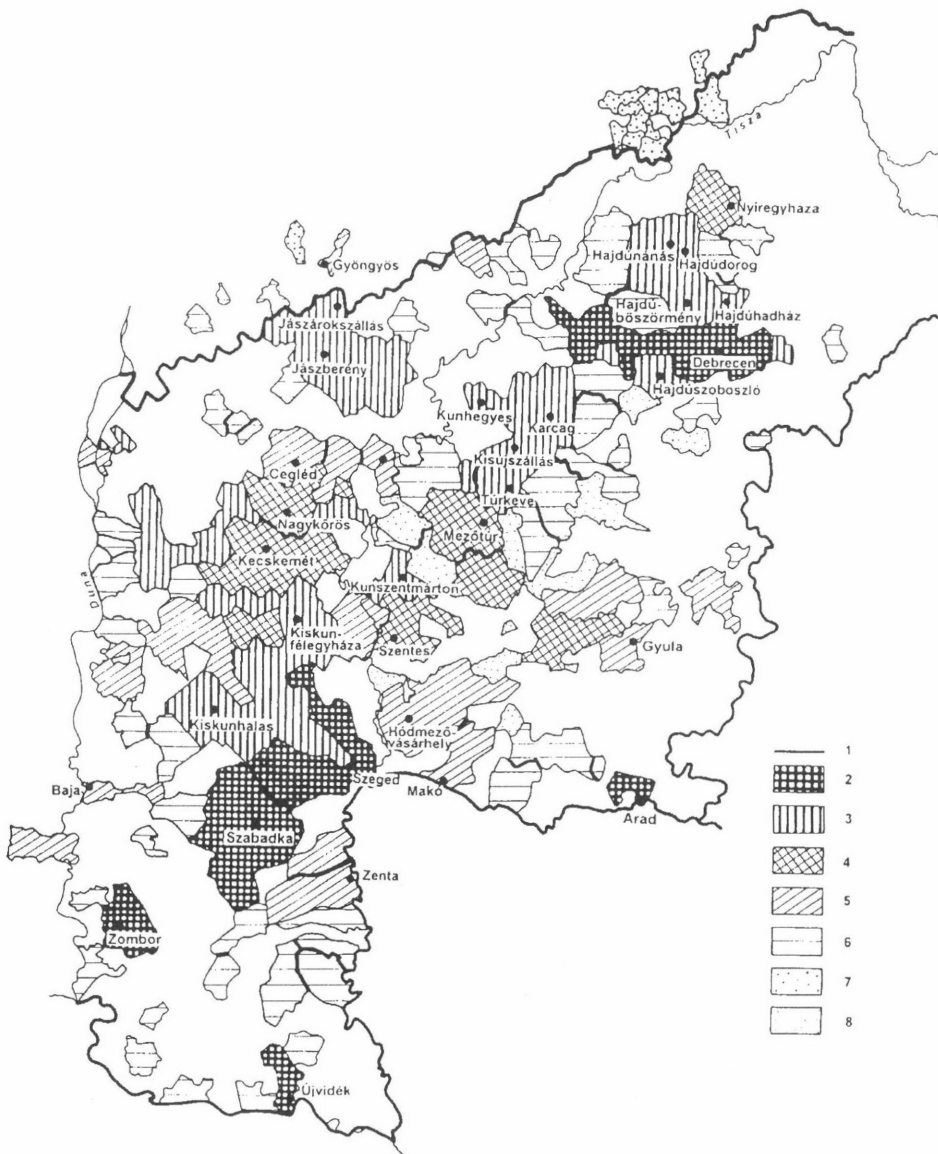 Tisza
Nyíregyháza
Hajdúnánás
Hajdúdorog
Gyöngyös
Hajdú-
böszörmény
Hajdúhadház
Jászárokszállás
Debrecen
Jászberény
Hajdúszoboszló
Kunhegyes
Karcag
Kisújszállás
Cegléd
Túrkeve
Nagykőrös
Mezőtúr
Kecskemét
Duna
Kunszentmárton
Kiskun-
félegyháza
Szentes
Gyula
Kiskunhalas
Hódmező-
vásárhely
1
Szeged
Makó
2
Baja
Arad
Szabadka
3
4
Zenta
5
Zombor
6
7
8
Újvidék